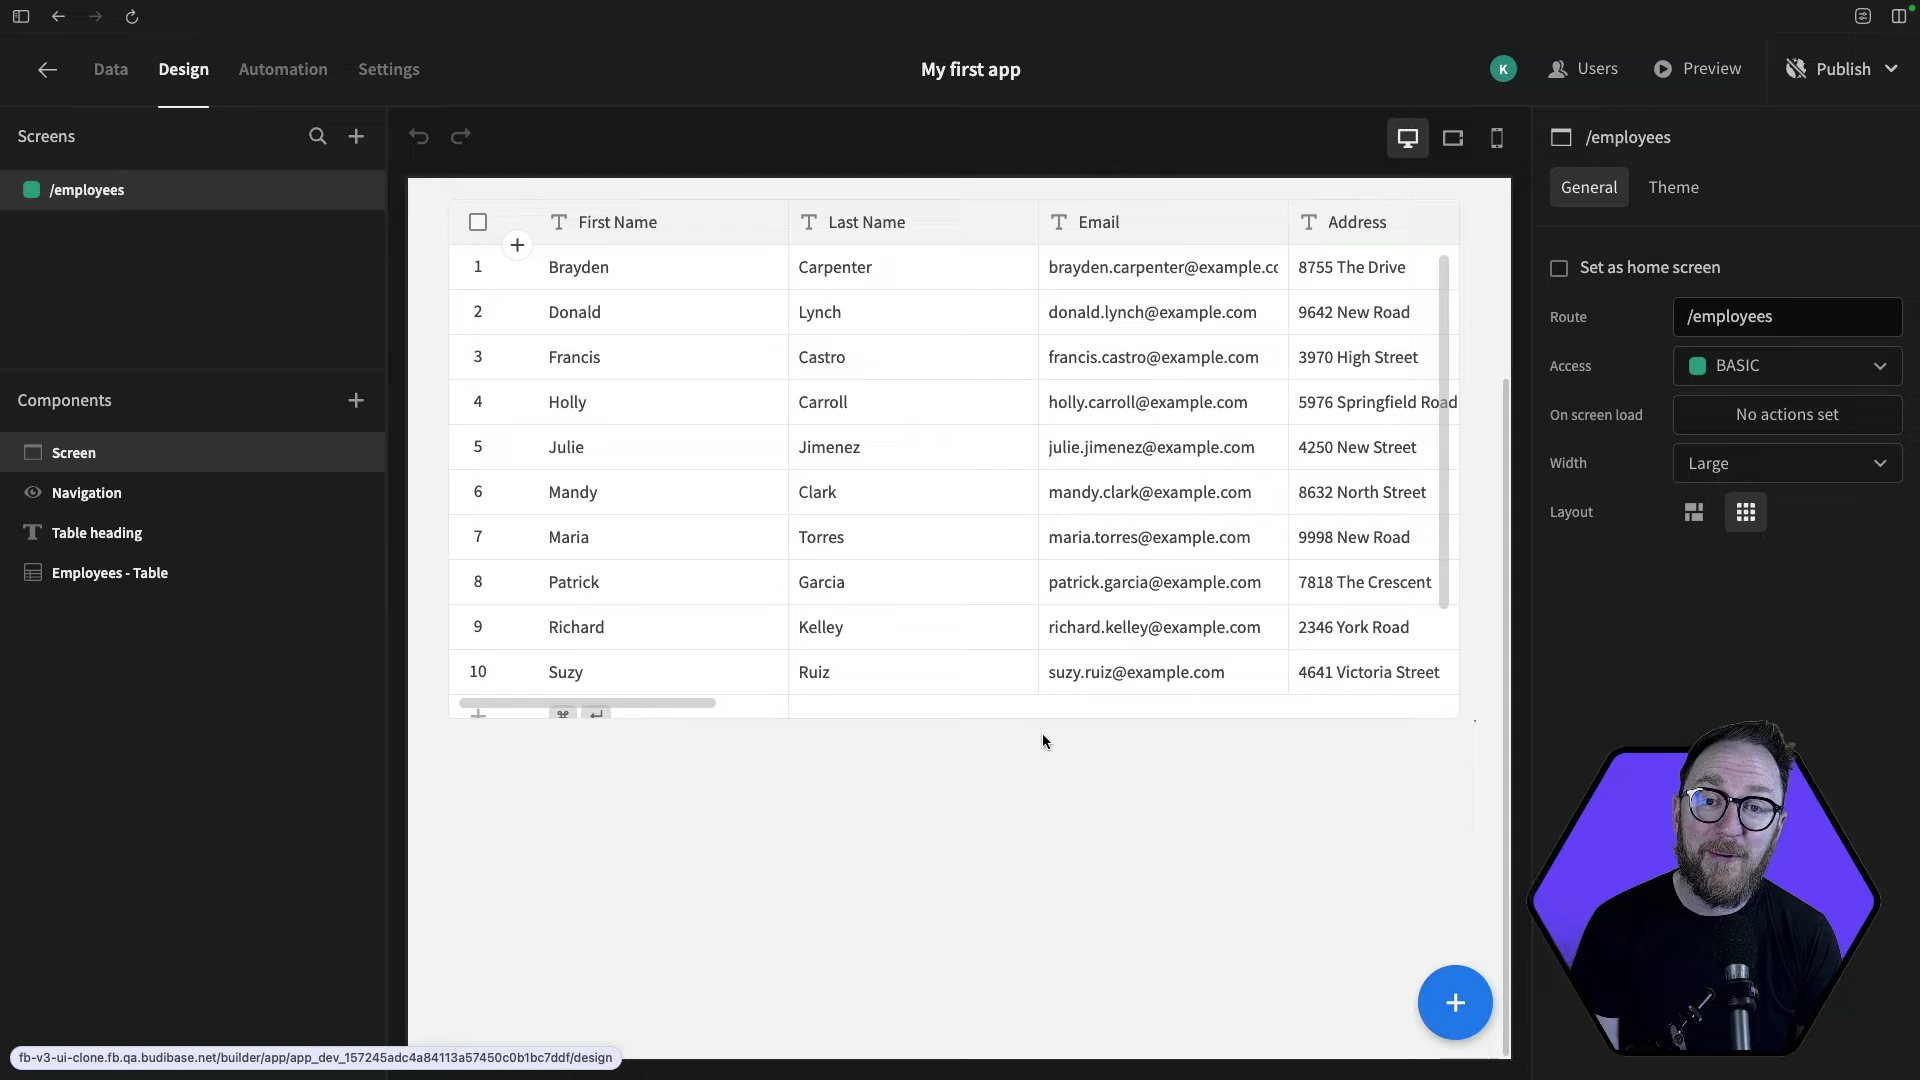 Data Design Automation Settings
My first app
K Users Preview Publish
Screens
/employees
Components
Screen
Navigation
Table heading
Employees - Table
First Name Last Name Email Address
1 Brayden Carpenter brayden.carpenter@example.cc 8755 The Drive
2 Donald Lynch donald.lynch@example.com 9642 New Road
3 Francis Castro francis.castro@example.com 3970 High Street
4 Holly Carroll holly.carroll@example.com 5976 Springfield Road
5 Julie Jimenez julie.jimenez@example.com 4250 New Street
6 Mandy Clark mandy.clark@example.com 8632 North Street
7 Maria Torres maria.torres@example.com 9998 New Road
8 Patrick Garcia patrick.garcia@example.com 7818 The Crescent
9 Richard Kelley richard.kelley@example.com 2346 York Road
10 Suzy Ruiz suzy.ruiz@example.com 4641 Victoria Street
/employees
General Theme
Set as home screen
Route /employees
Access BASIC
On screen load No actions set
Width Large
Layout
fb-v3-ui-clone.fb.qa.budibase.net/builder/app/app_dev_157245adc4a84113a57450c0b1bc7ddf/design